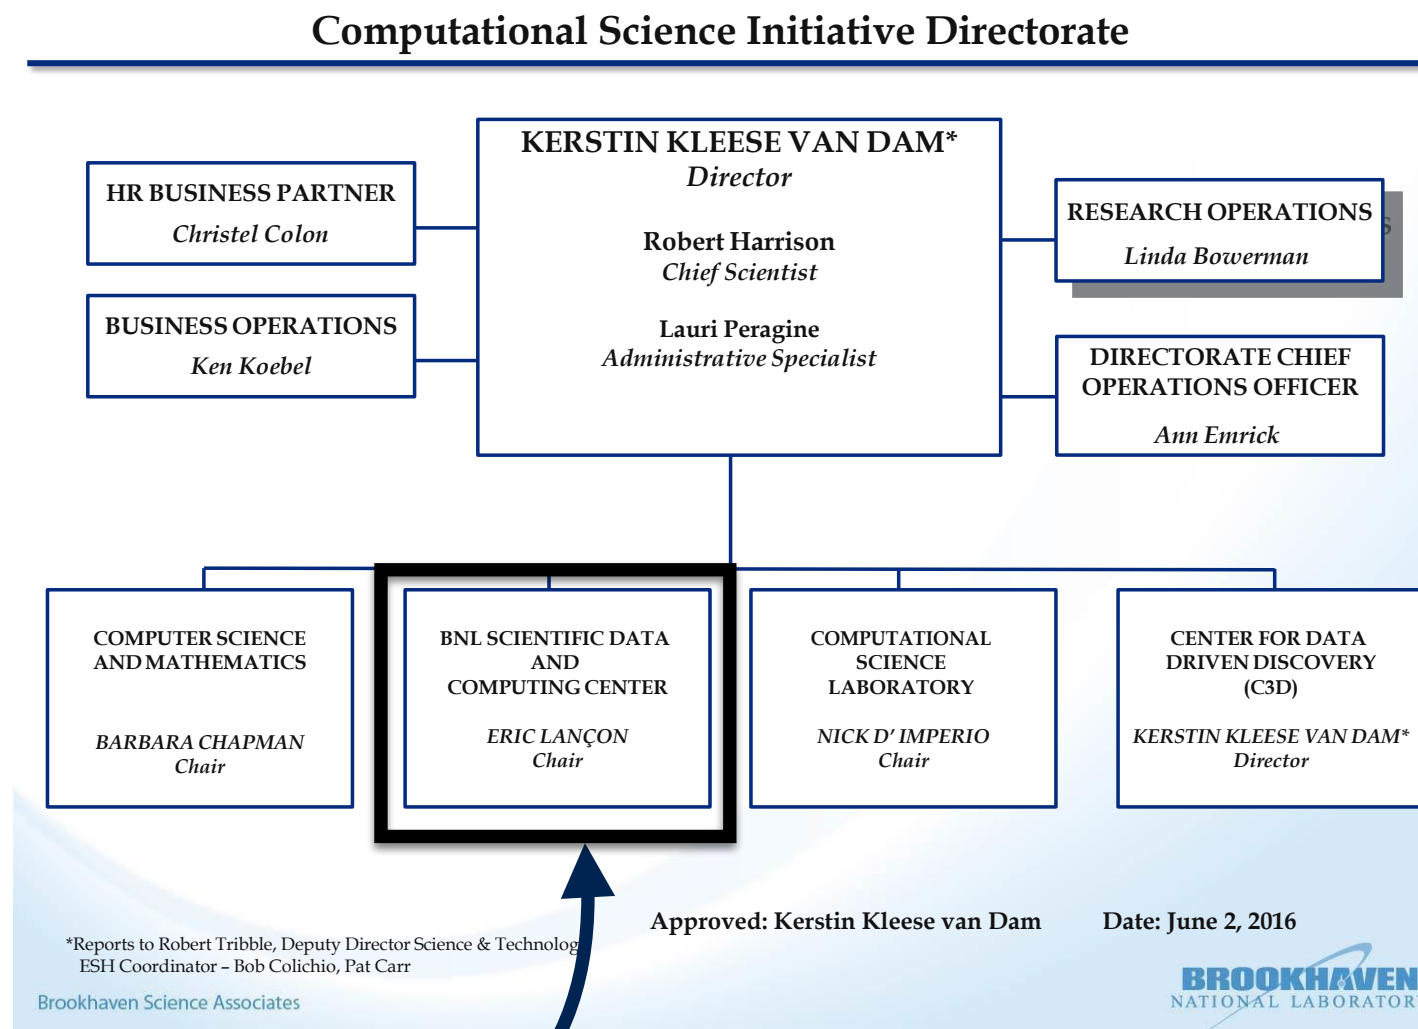 Computational Science Initiative Directorate
KERSTIN KLEESE VAN DAM*
Director
Robert Harrison
Chief Scientist
Lauri Peragine
Administrative Specialist
HR BUSINESS PARTNER
Christel Colon
BUSINESS OPERATIONS
Ken Koebel
RESEARCH OPERATIONS
Linda Bowerman
DIRECTORATE CHIEF
OPERATIONS OFFICER
Ann Emrick
COMPUTER SCIENCE
AND MATHEMATICS
BARBARA CHAPMAN
Chair
BNL SCIENTIFIC DATA
AND
COMPUTING CENTER
ERIC LANÇON
Chair
COMPUTATIONAL
SCIENCE
LABORATORY
NICK D' IMPERIO
Chair
CENTER FOR DATA
DRIVEN DISCOVERY
(C3D)
KERSTIN KLEESE VAN DAM*
Director
Approved: Kerstin Kleese van Dam Date: June 2, 2016
*Reports to Robert Tribble, Deputy Director Science & Technolog
ESH Coordinator – Bob Colichio, Pat Carr
Brookhaven Science Associates
BROOKHAVEN
NATIONAL LABORATOR